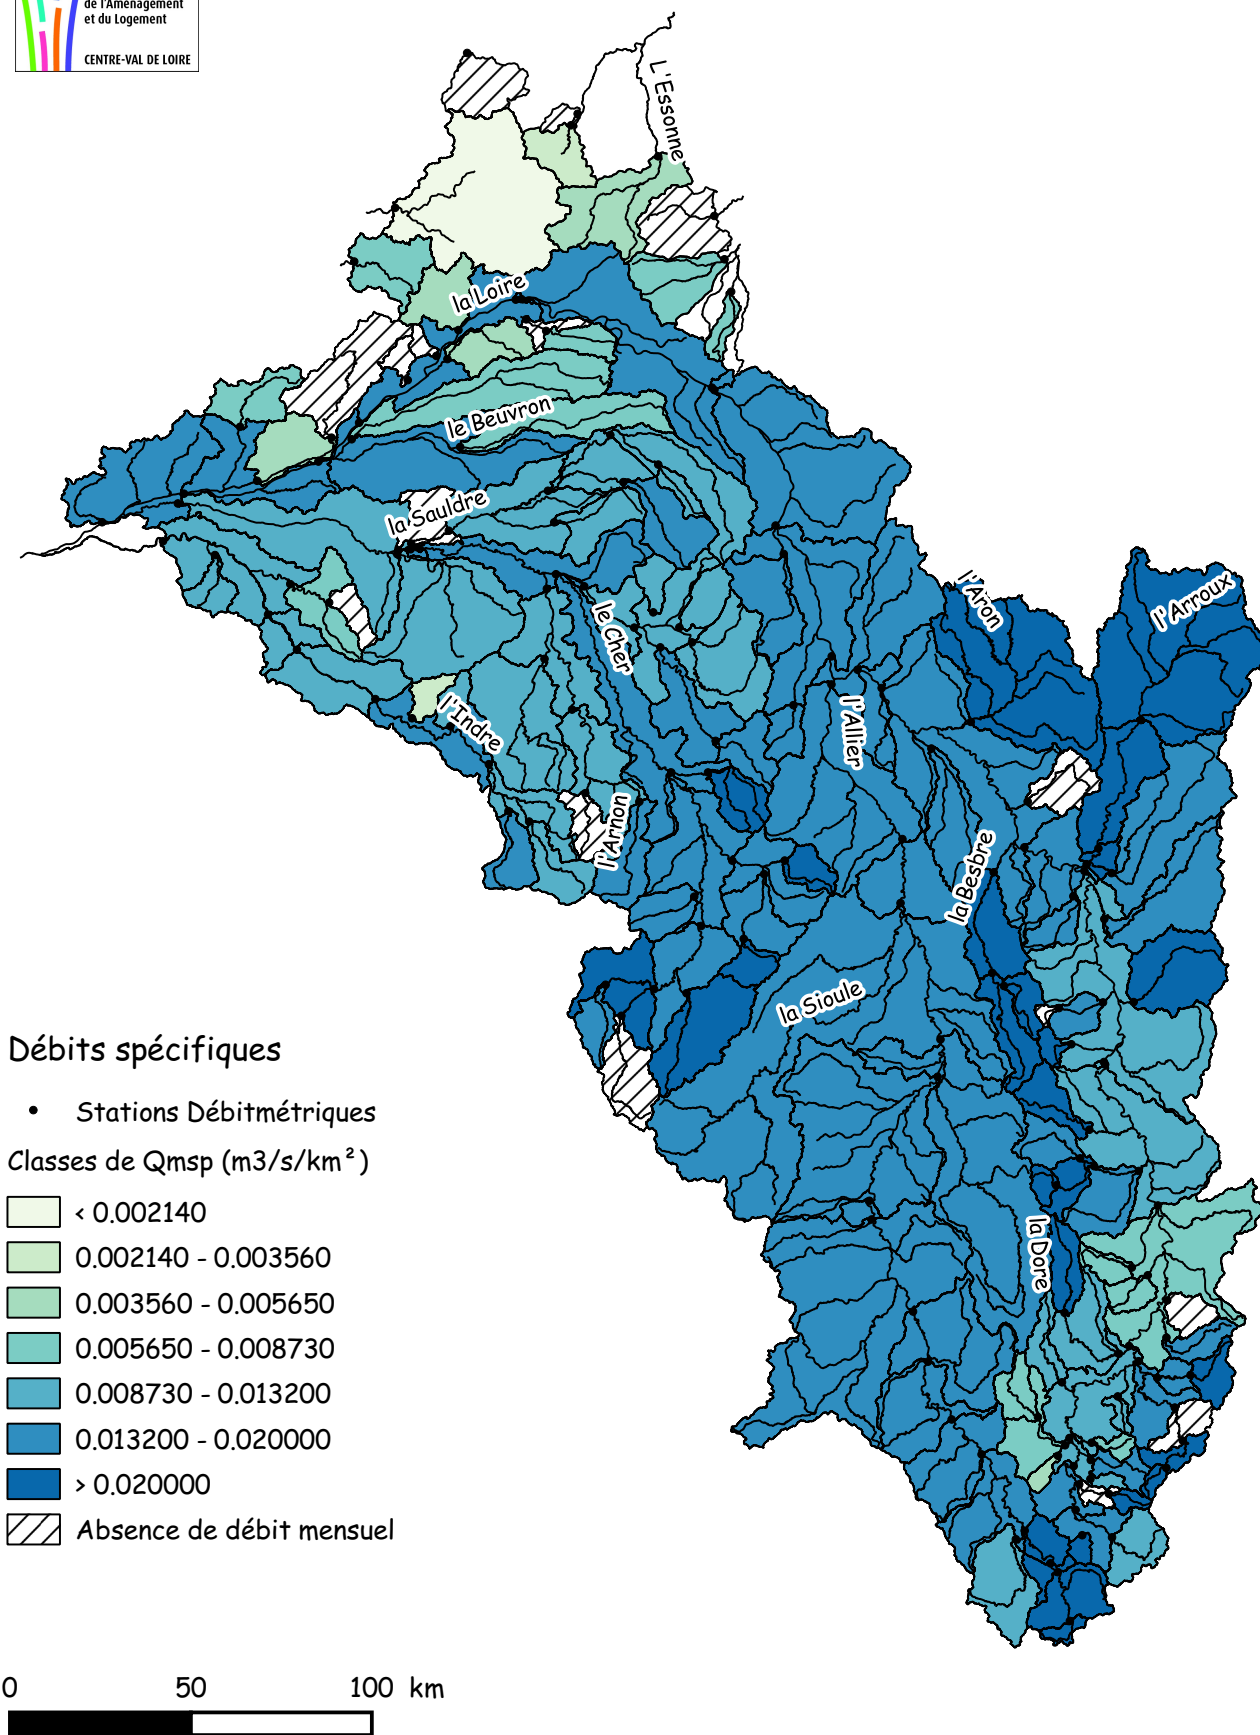 de l'Aménagement
et du Logement
CENTRE-VAL DE LOIRE
L'Essonne
la Loire
le Beuvron
la Sauldre
l'Aron
l'Arroux
le Cher
l'Indre
l'Allier
l'Arnon
la Besbre
la Sioule
la Dore
Débits spécifiques
Stations Débitmétriques
Classes de Qmsp (m3/s/km²)
< 0.002140
0.002140 - 0.003560
0.003560 - 0.005650
0.005650 - 0.008730
0.008730 - 0.013200
0.013200 - 0.020000
> 0.020000
Absence de débit mensuel
0 50 100 km